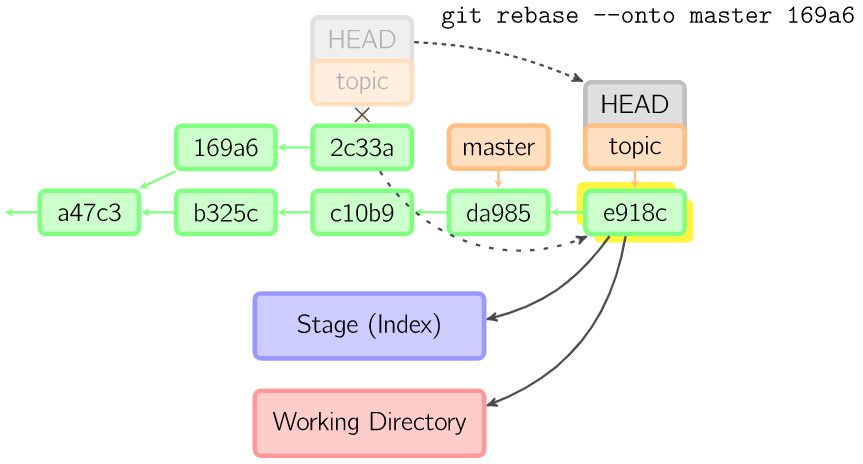 git rebase --onto master 169a6
HEAD
topic
HEAD
topic
169a6
2c33a
master
a47c3
b325c
c10b9
da985
e918c
Stage (Index)
Working Directory